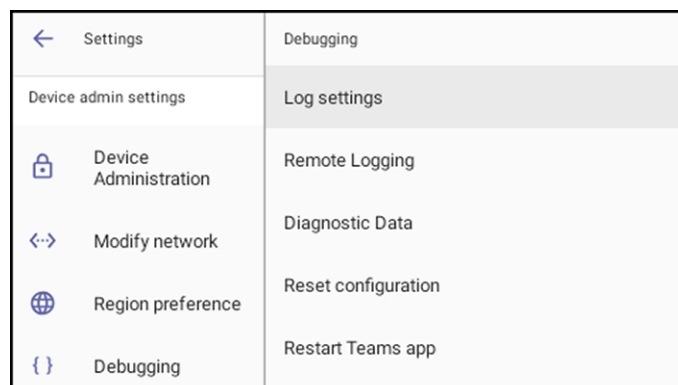 Settings
Device admin settings
Device
Administration
Modify network
Region preference
Debugging
Debugging
Log settings
Remote Logging
Diagnostic Data
Reset configuration
Restart Teams app